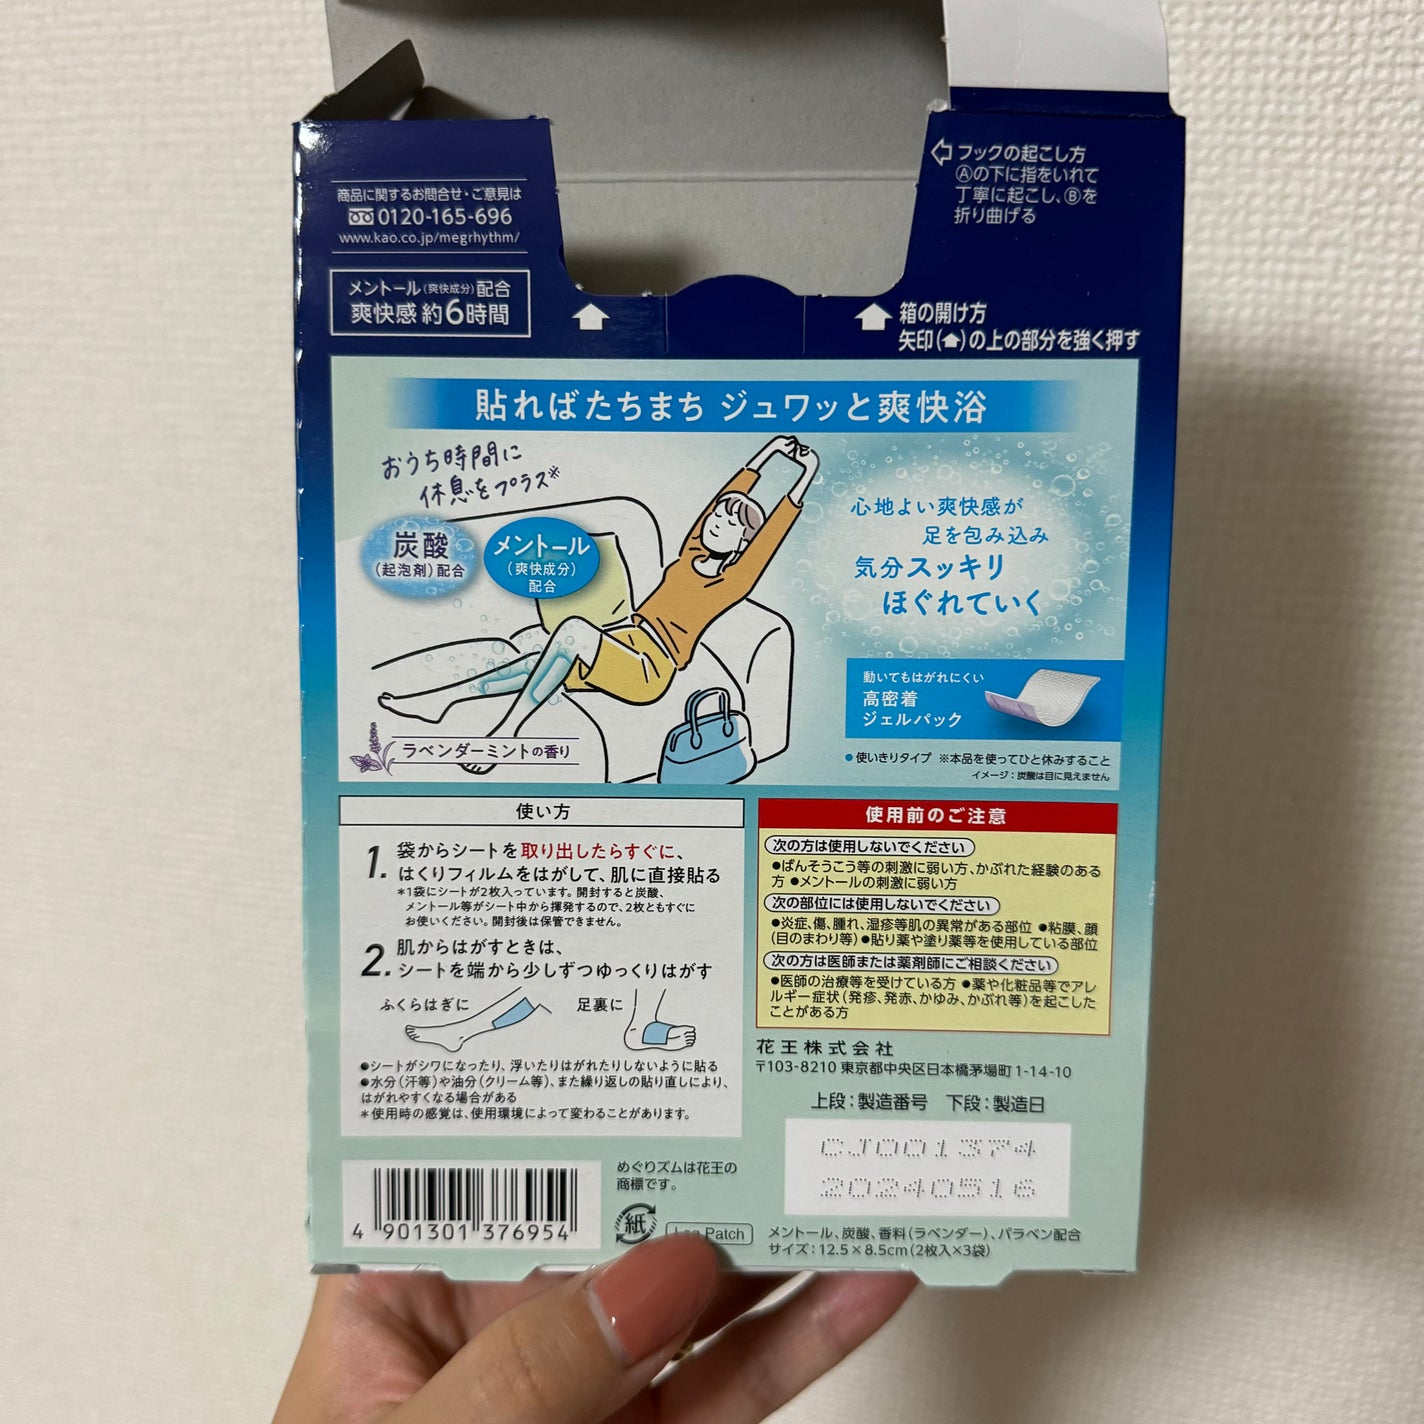 商品に関するお問合せ・ご意見は
0120-165-696
www.kao.co.jp/megrhythm/
メントール(爽快成分)配合
爽快感 約6時間
フックの起こし方
Ⓐの下に指をいれて
丁寧に起こし、Ⓑを
折り曲げる
箱の開け方
矢印(⬆)の上の部分を強く押す
貼ればたちまち ジュワッと爽快浴
おうち時間に
休息をプラス※
炭酸
(起泡剤)配合
メントール
(爽快成分)
配合
心地よい爽快感が
足を包み込み
気分スッキリ
ほぐれていく
動いてもはがれにくい
高密着
ジェルパック
ラベンダーミントの香り
●使いきりタイプ ※本品を使ってひと休みすること
イメージ:炭酸は目に見えません
使い方
1. 袋からシートを取り出したらすぐに、
はくりフィルムをはがして、肌に直接貼る
*1袋にシートが2枚入っています。開封すると炭酸、
メントール等がシート中から揮発するので、2枚ともすぐに
お使いください。開封後は保管できません。
2. 肌からはがすときは、
シートを端から少しずつゆっくりはがす
ふくらはぎに 足裏に
●シートがシワになったり、浮いたりはがれたりしないように貼る
●水分(汗等)や油分(クリーム等)、また繰り返しの貼り直しにより、
はがれやすくなる場合がある
*使用時の感覚は、使用環境によって変わることがあります。
使用前のご注意
次の方は使用しないでください
●ばんそうこう等の刺激に弱い方、かぶれた経験のある
方 ●メントールの刺激に弱い方
次の部位には使用しないでください
●炎症、傷、腫れ、湿疹等肌の異常がある部位 ●粘膜、顔
(目のまわり等) ●貼り薬や塗り薬等を使用している部位
次の方は医師または薬剤師にご相談ください
●医師の治療等を受けている方 ●薬や化粧品等でアレ
ルギー症状(発疹、発赤、かゆみ、かぶれ等)を起こした
ことがある方
花王株式会社
〒103-8210 東京都中央区日本橋茅場町1-14-10
上段:製造番号 下段:製造日
CJ001374
20240516
4 901301 376954
めぐりズムは花王の
商標です。
紙
Patch
メントール、炭酸、香料(ラベンダー)、パラベン配合
サイズ:12.5×8.5cm(2枚入×3袋)